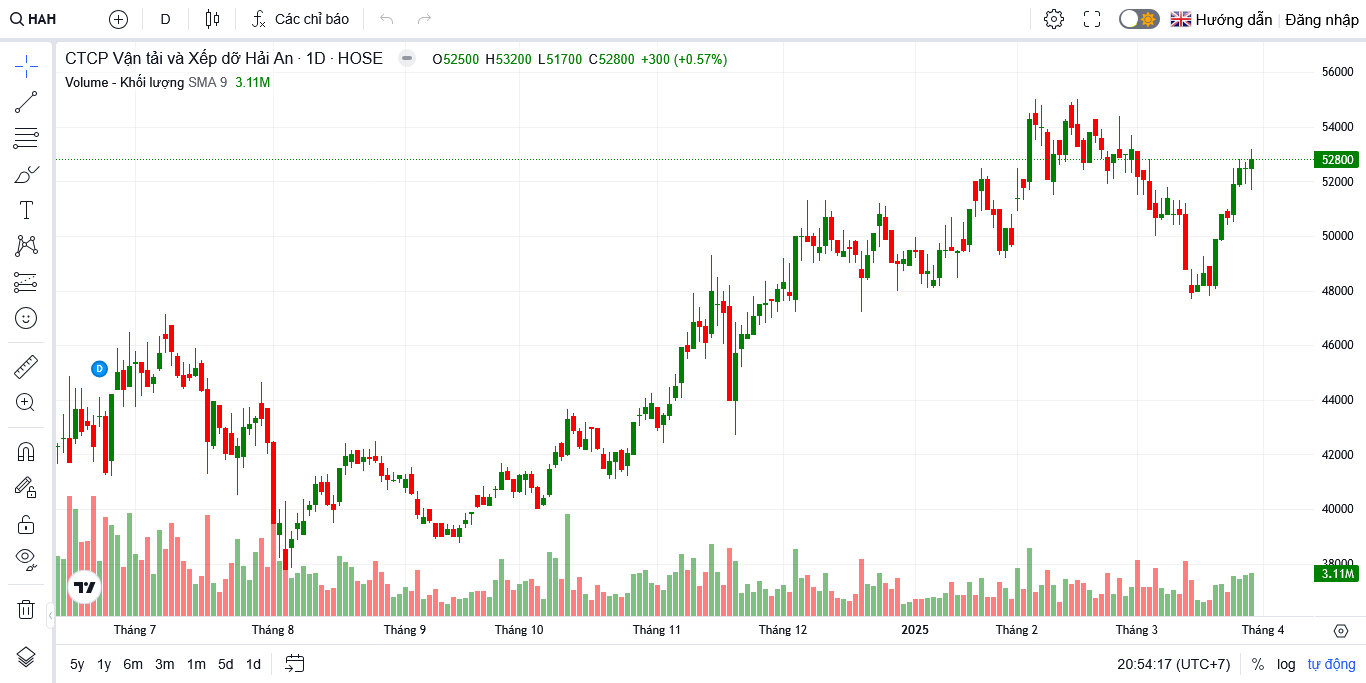 HAH D Các chỉ báo Hướng dẫn Đăng nhập
CTCP Vận tải và Xếp dỡ Hải An · 1D · HOSE O52500 H53200 L51700 C52800 +300 (+0.57%)
Volume - Khối lượng SMA 9 3.11M
56000
54000
52800
52000
50000
48000
46000
44000
42000
40000
38000
3.11M
D
Tháng 7 Tháng 8 Tháng 9 Tháng 10 Tháng 11 Tháng 12 2025 Tháng 2 Tháng 3 Tháng 4
5y 1y 6m 3m 1m 5d 1d 20:54:17 (UTC+7) % log tự động